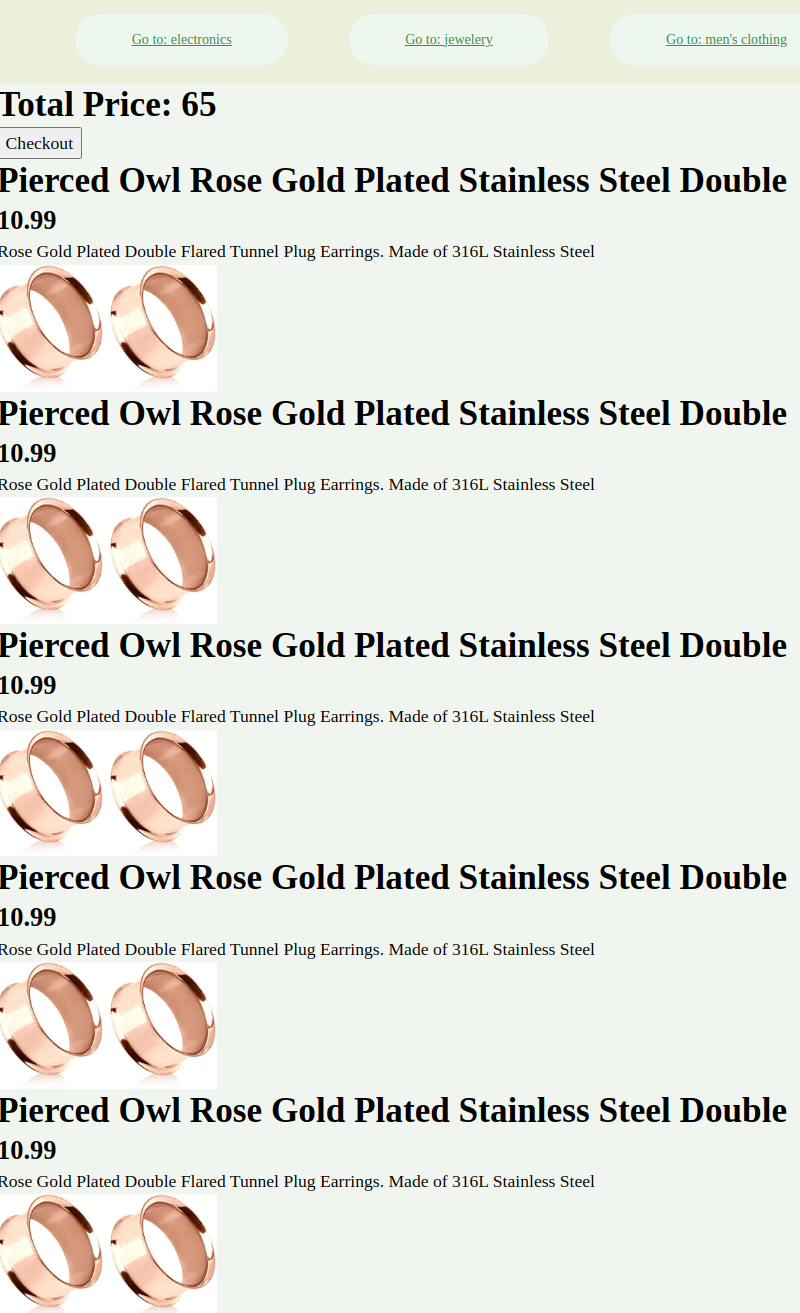 Go to: electronics
Go to: jewelery
Go to: men's clothing
Total Price: 65
Checkout
Pierced Owl Rose Gold Plated Stainless Steel Double
10.99
Rose Gold Plated Double Flared Tunnel Plug Earrings. Made of 316L Stainless Steel
Pierced Owl Rose Gold Plated Stainless Steel Double
10.99
Rose Gold Plated Double Flared Tunnel Plug Earrings. Made of 316L Stainless Steel
Pierced Owl Rose Gold Plated Stainless Steel Double
10.99
Rose Gold Plated Double Flared Tunnel Plug Earrings. Made of 316L Stainless Steel
Pierced Owl Rose Gold Plated Stainless Steel Double
10.99
Rose Gold Plated Double Flared Tunnel Plug Earrings. Made of 316L Stainless Steel
Pierced Owl Rose Gold Plated Stainless Steel Double
10.99
Rose Gold Plated Double Flared Tunnel Plug Earrings. Made of 316L Stainless Steel